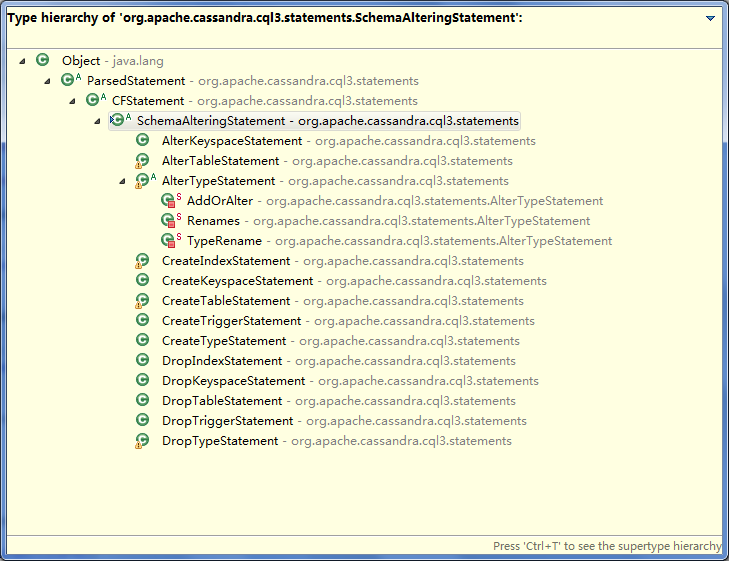 Type hierarchy of 'org.apache.cassandra.cql3.statements.SchemaAlteringStatement':
Object - java.lang
ParsedStatement - org.apache.cassandra.cql3.statements
CFStatement - org.apache.cassandra.cql3.statements
SchemaAlteringStatement - org.apache.cassandra.cql3.statements
AlterKeyspaceStatement - org.apache.cassandra.cql3.statements
AlterTableStatement - org.apache.cassandra.cql3.statements
AlterTypeStatement - org.apache.cassandra.cql3.statements
AddOrAlter - org.apache.cassandra.cql3.statements.AlterTypeStatement
Renames - org.apache.cassandra.cql3.statements.AlterTypeStatement
TypeRename - org.apache.cassandra.cql3.statements.AlterTypeStatement
CreateIndexStatement - org.apache.cassandra.cql3.statements
CreateKeyspaceStatement - org.apache.cassandra.cql3.statements
CreateTableStatement - org.apache.cassandra.cql3.statements
CreateTriggerStatement - org.apache.cassandra.cql3.statements
CreateTypeStatement - org.apache.cassandra.cql3.statements
DropIndexStatement - org.apache.cassandra.cql3.statements
DropKeyspaceStatement - org.apache.cassandra.cql3.statements
DropTableStatement - org.apache.cassandra.cql3.statements
DropTriggerStatement - org.apache.cassandra.cql3.statements
DropTypeStatement - org.apache.cassandra.cql3.statements
Press 'Ctrl+T' to see the supertype hierarchy